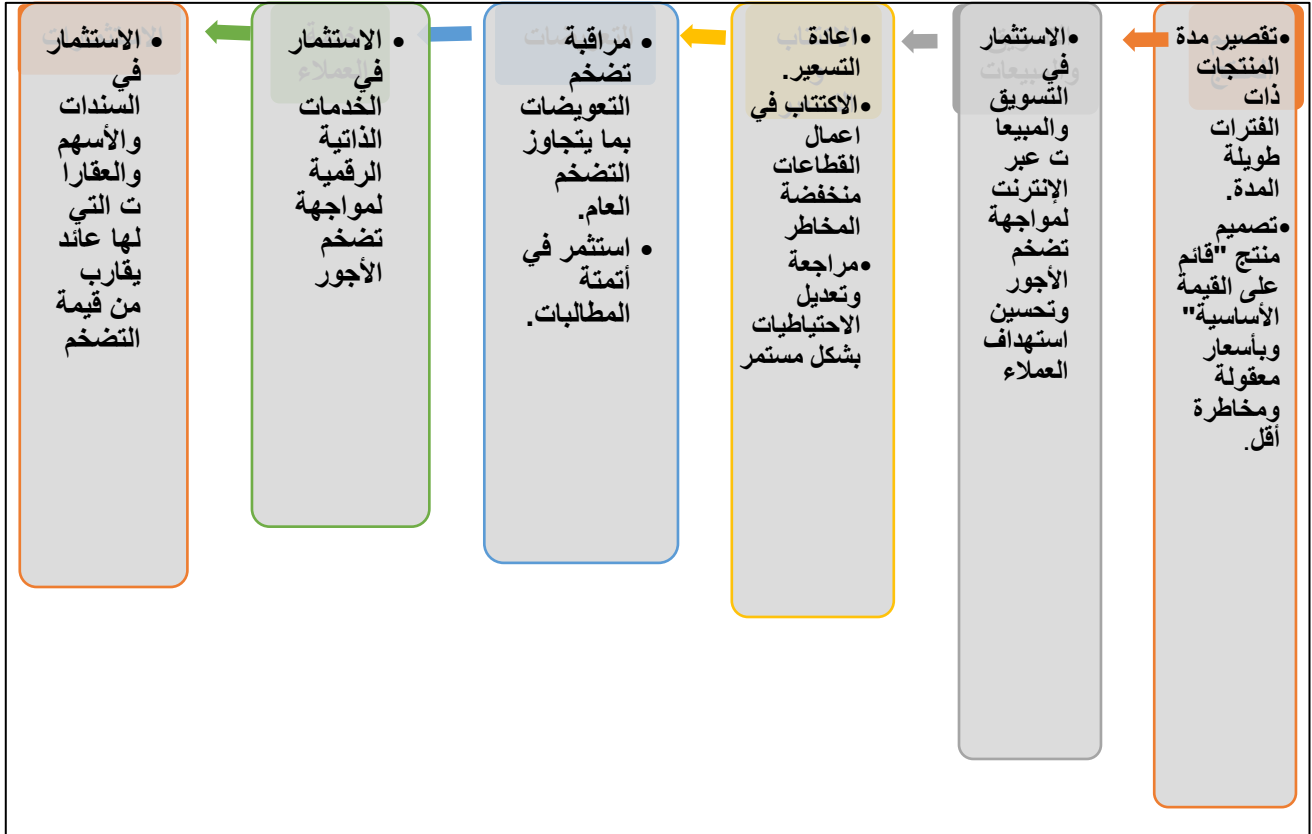 •تقصير مدة
المنتجات
ذات
الفترات
طويلة
المدة.
•تصميم
منتج "قائم
على القيمة
الأساسية"
وبأسعار
معقولة
ومخاطرة
أقل.
•الاستثمار
في
التسويق
والمبيعا
ت عبر
الإنترنت
لمواجهة
تضخم
الأجور
وتحسين
استهداف
العملاء
•اعادة
التسعير.
•الاكتتاب في
اعمال
القطاعات
منخفضة
المخاطر
•مراجعة
وتعديل
الاحتياطيات
بشكل مستمر
• مراقبة
تضخم
التعويضات
بما يتجاوز
التضخم
العام.
• استثمر في
أتمتة
المطالبات.
• الاستثمار
في
الخدمات
الذاتية
الرقمية
لمواجهة
تضخم
الأجور
• الاستثمار
في
السندات
والأسهم
والعقارا
ت التي
لها عائد
يقارب
من قيمة
التضخم